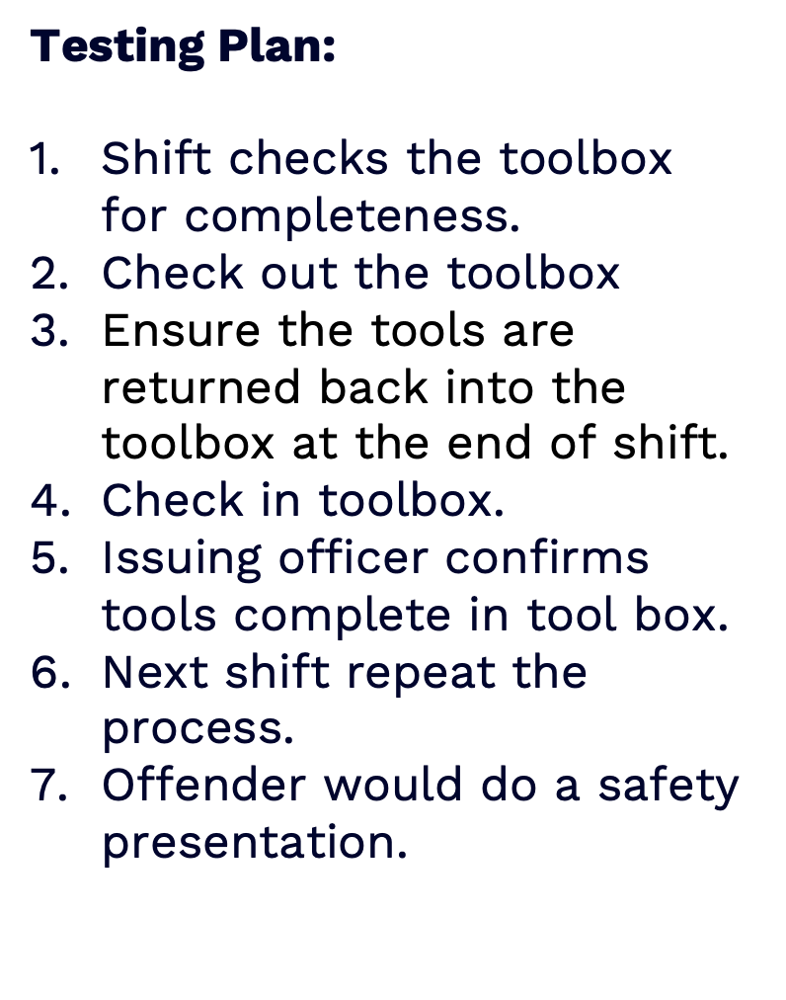 Testing Plan:
1. Shift checks the toolbox
for completeness.
2. Check out the toolbox
3. Ensure the tools are
returned back into the
toolbox at the end of shift.
4. Check in toolbox.
5. Issuing officer confirms
tools complete in tool box.
6. Next shift repeat the
process.
7. Offender would do a safety
presentation.